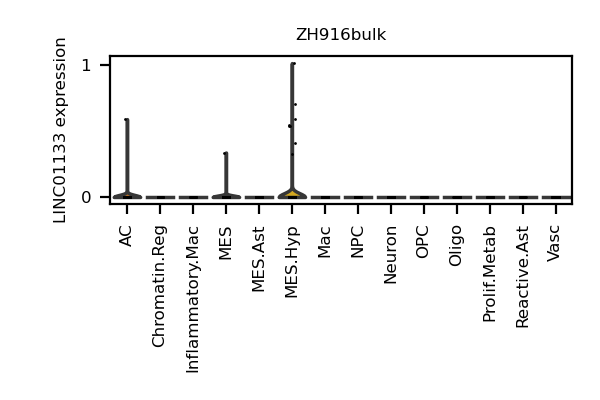 ZH916bulk
LINC01133 expression
1
0
AC
Chromatin.Reg
Inflammatory.Mac
MES
MES.Ast
MES.Hyp
Mac
NPC
Neuron
OPC
Oligo
Prolif.Metab
Reactive.Ast
Vasc